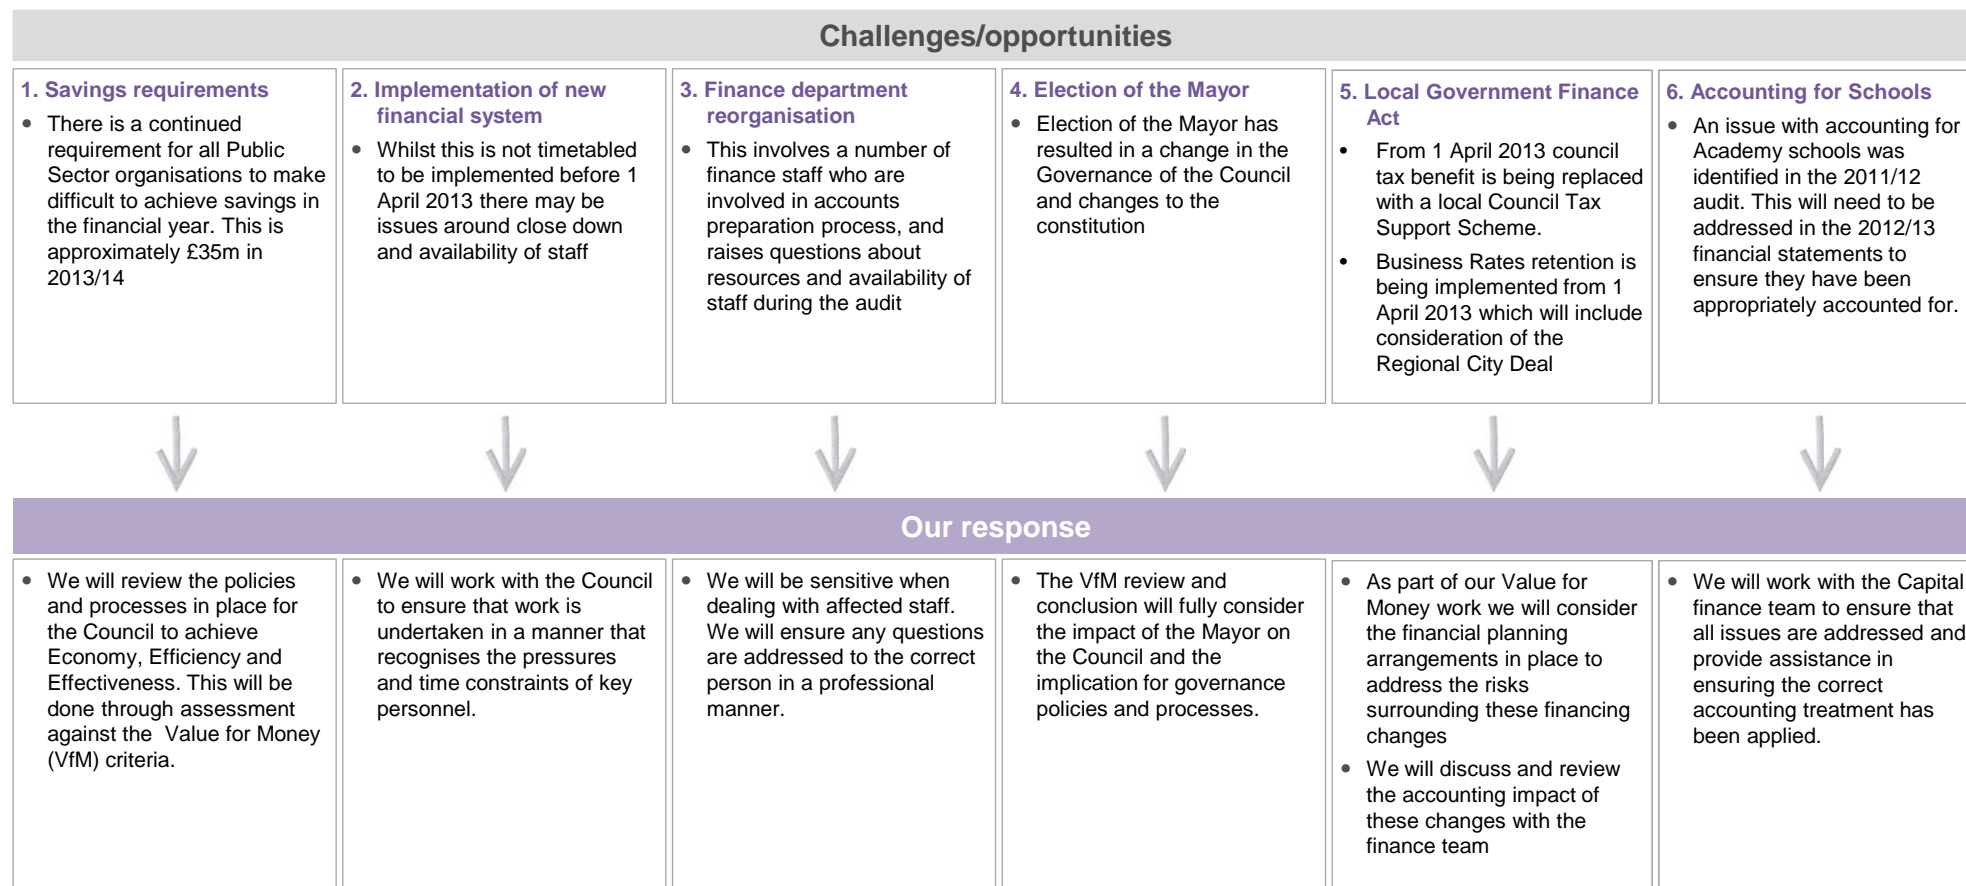 Challenges/opportunities
1. Savings requirements
• There is a continued
requirement for all Public
Sector organisations to make
difficult to achieve savings in
the financial year. This is
approximately £35m in
2013/14
2. Implementation of new
financial system
• Whilst this is not timetabled
to be implemented before 1
April 2013 there may be
issues around close down
and availability of staff
3. Finance department
reorganisation
• This involves a number of
finance staff who are
involved in accounts
preparation process, and
raises questions about
resources and availability of
staff during the audit
4. Election of the Mayor
• Election of the Mayor has
resulted in a change in the
Governance of the Council
and changes to the
constitution
5. Local Government Finance
Act
• From 1 April 2013 council
tax benefit is being replaced
with a local Council Tax
Support Scheme.
• Business Rates retention is
being implemented from 1
April 2013 which will include
consideration of the
Regional City Deal
6. Accounting for Schools
• An issue with accounting for
Academy schools was
identified in the 2011/12
audit. This will need to be
addressed in the 2012/13
financial statements to
ensure they have been
appropriately accounted for.
Our response
• We will review the policies
and processes in place for
the Council to achieve
Economy, Efficiency and
Effectiveness. This will be
done through assessment
against the Value for Money
(VfM) criteria.
• We will work with the Council
to ensure that work is
undertaken in a manner that
recognises the pressures
and time constraints of key
personnel.
• We will be sensitive when
dealing with affected staff.
We will ensure any questions
are addressed to the correct
person in a professional
manner.
• The VfM review and
conclusion will fully consider
the impact of the Mayor on
the Council and the
implication for governance
policies and processes.
• As part of our Value for
Money work we will consider
the financial planning
arrangements in place to
address the risks
surrounding these financing
changes
• We will discuss and review
the accounting impact of
these changes with the
finance team
• We will work with the Capital
finance team to ensure that
all issues are addressed and
provide assistance in
ensuring the correct
accounting treatment has
been applied.